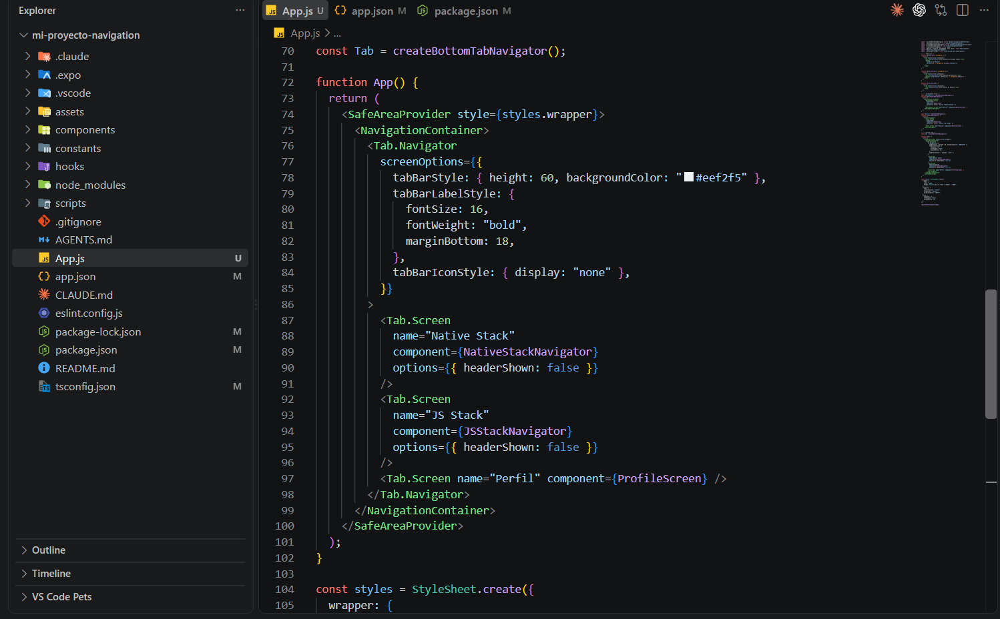 Explorer
mi-proyecto-navigation
.claude
.expo
.vscode
assets
components
constants
hooks
node_modules
scripts
.gitignore
AGENTS.md
App.js U
app.json M
CLAUDE.md
eslint.config.js
package-lock.json M
package.json M
README.md
tsconfig.json M
Outline
Timeline
VS Code Pets
App.js U app.json M package.json M
App.js > ...
70 const Tab = createBottomTabNavigator();
71
72 function App() {
73   return (
74     <SafeAreaProvider style={styles.wrapper}>
75       <NavigationContainer>
76         <Tab.Navigator
77           screenOptions={{
78             tabBarStyle: { height: 60, backgroundColor: "#eef2f5" },
79             tabBarLabelStyle: {
80               fontSize: 16,
81               fontWeight: "bold",
82               marginBottom: 18,
83             },
84             tabBarIconStyle: { display: "none" },
85           }}
86         >
87           <Tab.Screen
88             name="Native Stack"
89             component={NativeStackNavigator}
90             options={{ headerShown: false }}
91           />
92           <Tab.Screen
93             name="JS Stack"
94             component={JSStackNavigator}
95             options={{ headerShown: false }}
96           />
97           <Tab.Screen name="Perfil" component={ProfileScreen} />
98         </Tab.Navigator>
99       </NavigationContainer>
100     </SafeAreaProvider>
101   );
102 }
103
104 const styles = StyleSheet.create({
105   wrapper: {